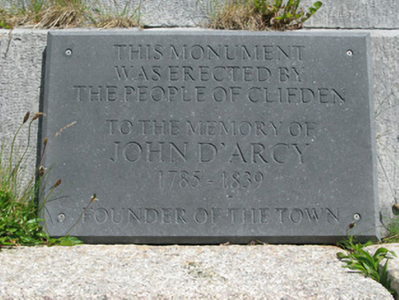 THIS MONUMENT
WAS ERECTED BY
THE PEOPLE OF CLIFDEN
TO THE MEMORY OF
JOHN D'ARCY
1785 - 1839
FOUNDER OF THE TOWN